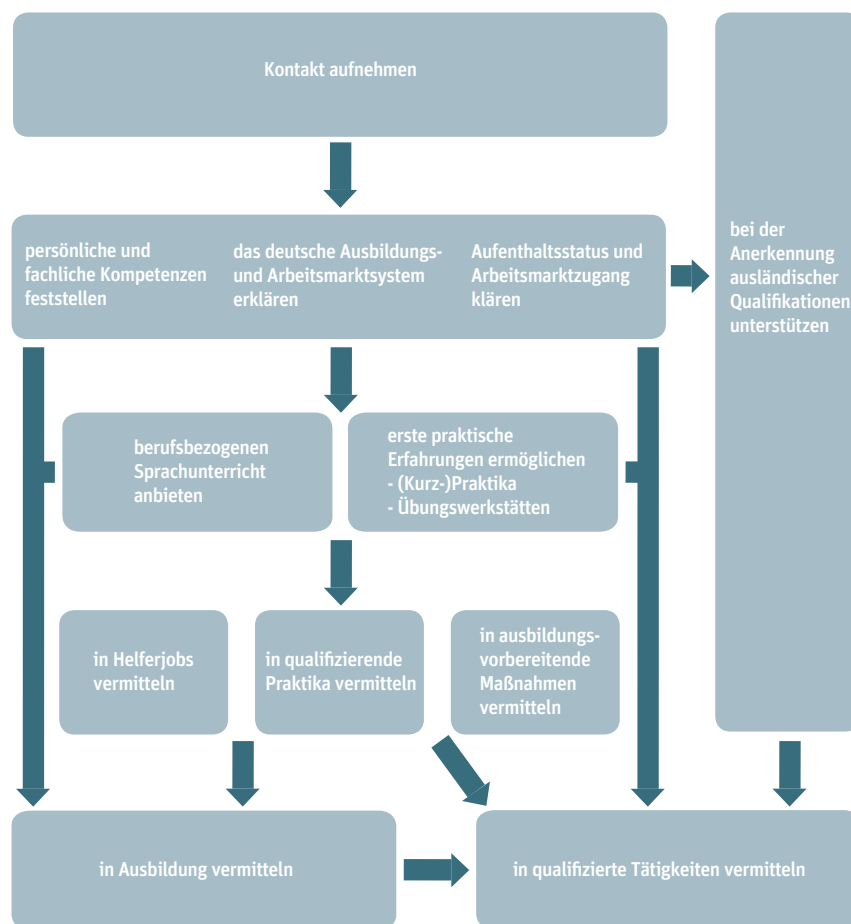 Kontakt aufnehmen
persönliche und
fachliche Kompetenzen
feststellen
das deutsche Ausbildungs-
und Arbeitsmarktsystem
erklären
Aufenthaltsstatus und
Arbeitsmarktzugang
klären
bei der
Anerkennung
ausländischer
Qualifikationen
unterstützen
berufsbezogenen
Sprachunterricht
anbieten
erste praktische
Erfahrungen ermöglichen
- (Kurz-)Praktika
- Übungswerkstätten
in Helferjobs
vermitteln
in qualifizierende
Praktika vermitteln
in ausbildungs-
vorbereitende
Maßnahmen
vermitteln
in Ausbildung vermitteln
in qualifizierte Tätigkeiten vermitteln